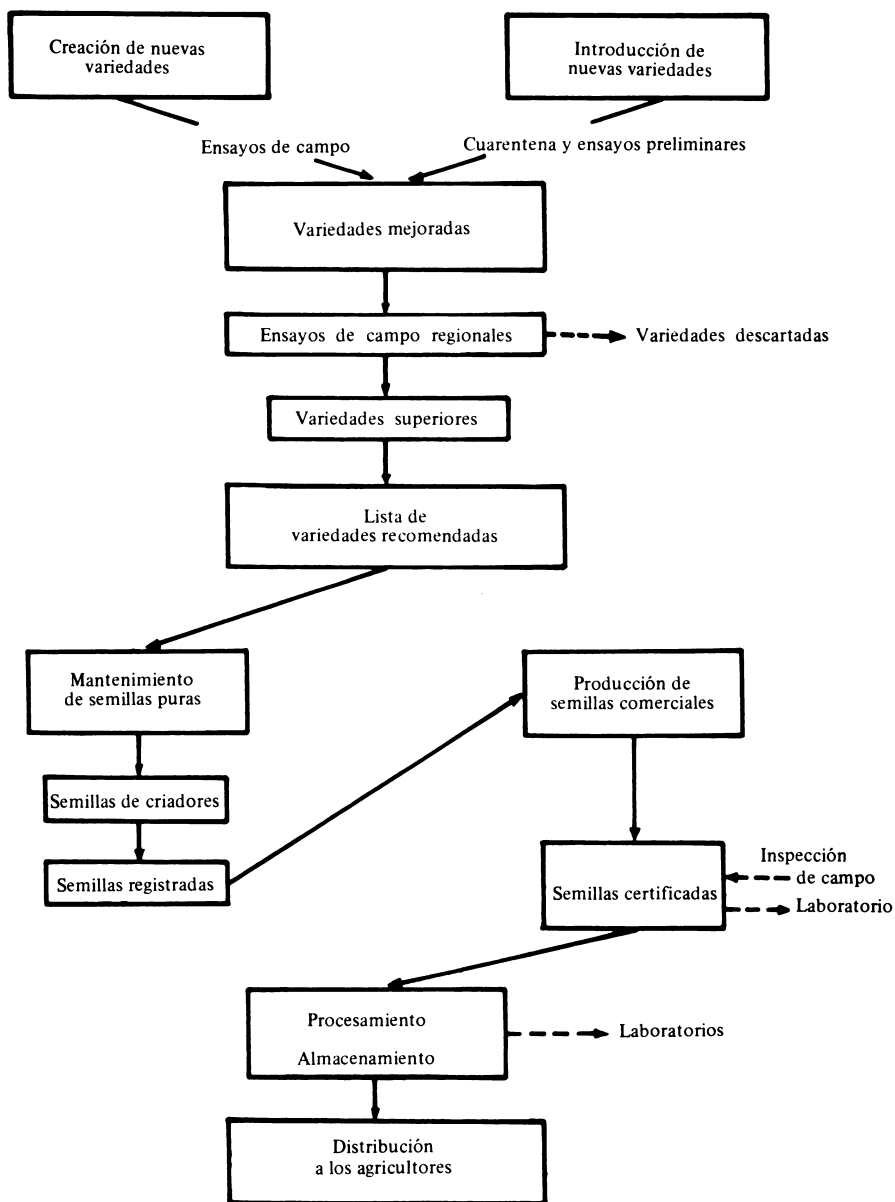 Creación de nuevas
variedades
Introducción de
nuevas variedades
Ensayos de campo
Cuarentena y ensayos preliminares
Variedades mejoradas
Ensayos de campo regionales
Variedades descartadas
Variedades superiores
Lista de
variedades recomendadas
Mantenimiento
de semillas puras
Producción de
semillas comerciales
Semillas de criadores
Semillas registradas
Semillas certificadas
Inspección
de campo
Laboratorio
Procesamiento
Almacenamiento
Laboratorios
Distribución
a los agricultores